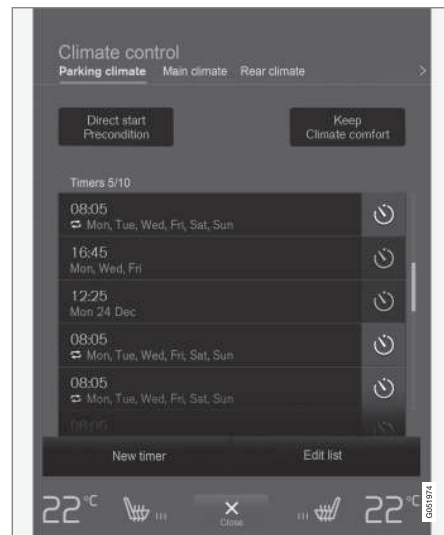 Climate control
Parking climate Main climate Rear climate >
Direct start
Precondition
Keep
Climate comfort
Timers 5/10
08:05
Mon, Tue, Wed, Fri, Sat, Sun
16:45
Mon, Wed, Fri
12:25
Mon 24 Dec
08:05
Mon, Tue, Wed, Fri, Sat, Sun
08:05
Mon, Tue, Wed, Fri, Sat, Sun
08:05
New timer Edit list
22°C 22°C
Close
G051974